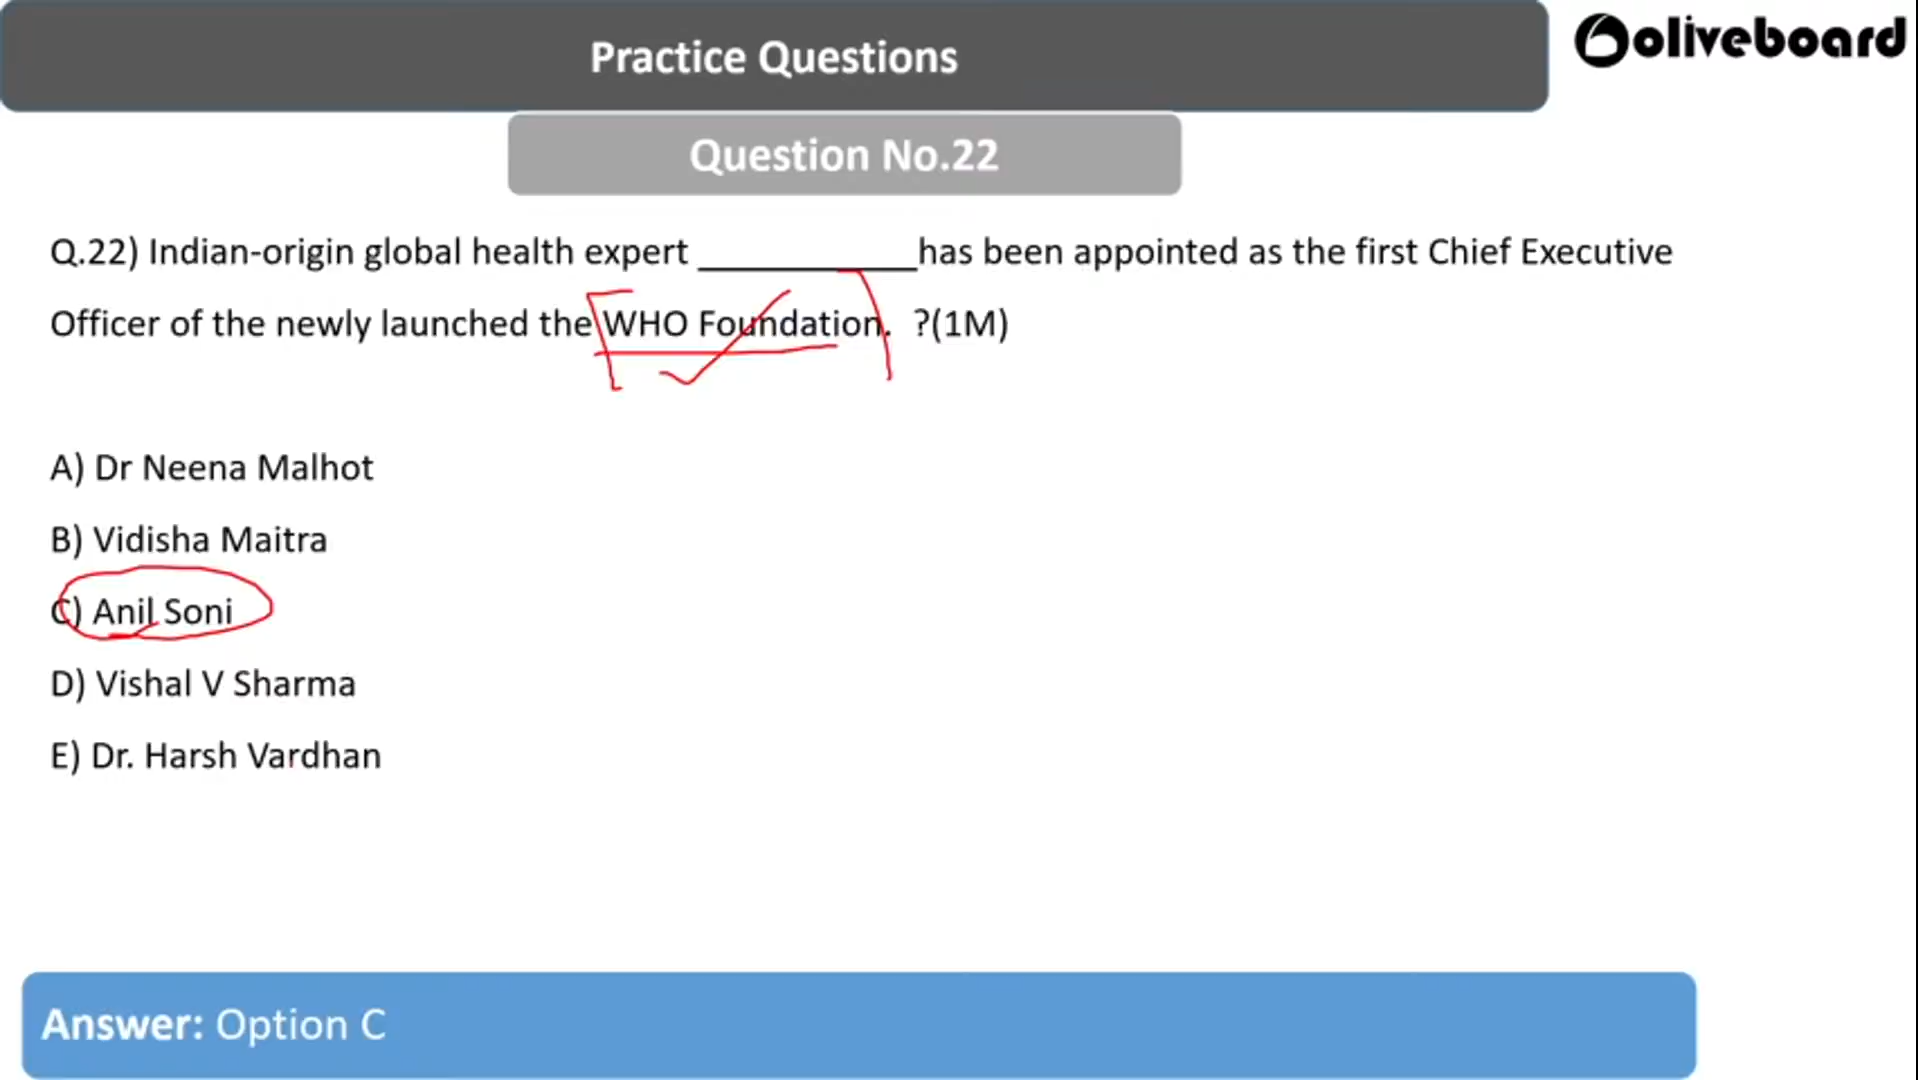 Practice Questions
oliveboard
Question No.22
Q.22) Indian-origin global health expert ___________has been appointed as the first Chief Executive
Officer of the newly launched the WHO Foundation.  ?(1M)
A) Dr Neena Malhot
B) Vidisha Maitra
C) Anil Soni
D) Vishal V Sharma
E) Dr. Harsh Vardhan
Answer: Option C